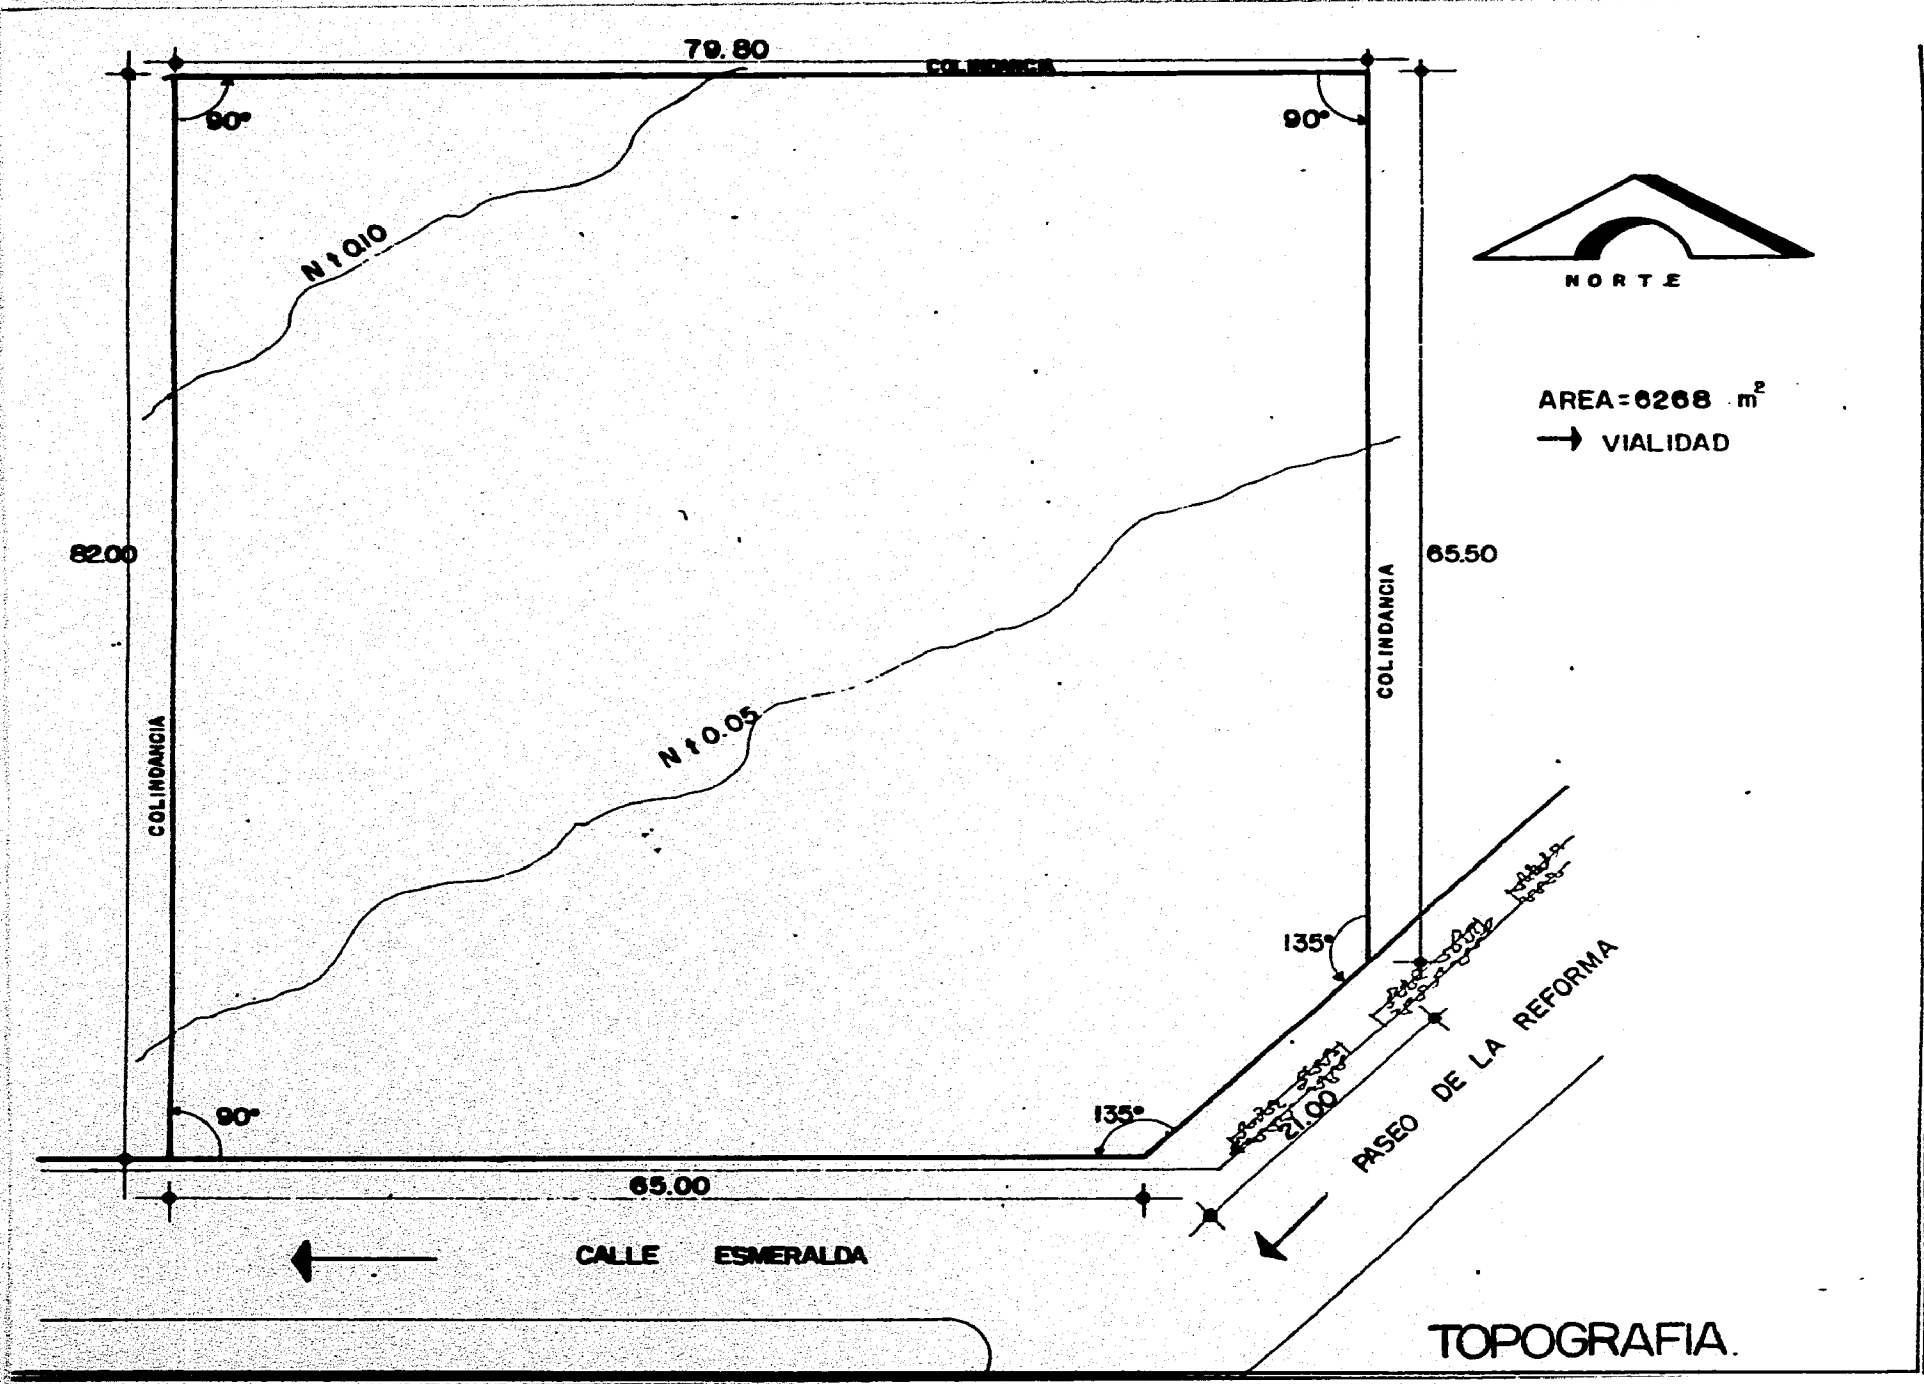 79.80
COLINDANCIA
90°
90°
N + 0.10
NORTE
AREA=6268 m²
→ VIALIDAD
82.00
65.50
COLINDANCIA
COLINDANCIA
N + 0.05
135°
135°
90°
21.00
PASEO DE LA REFORMA
65.00
CALLE ESMERALDA
TOPOGRAFIA.